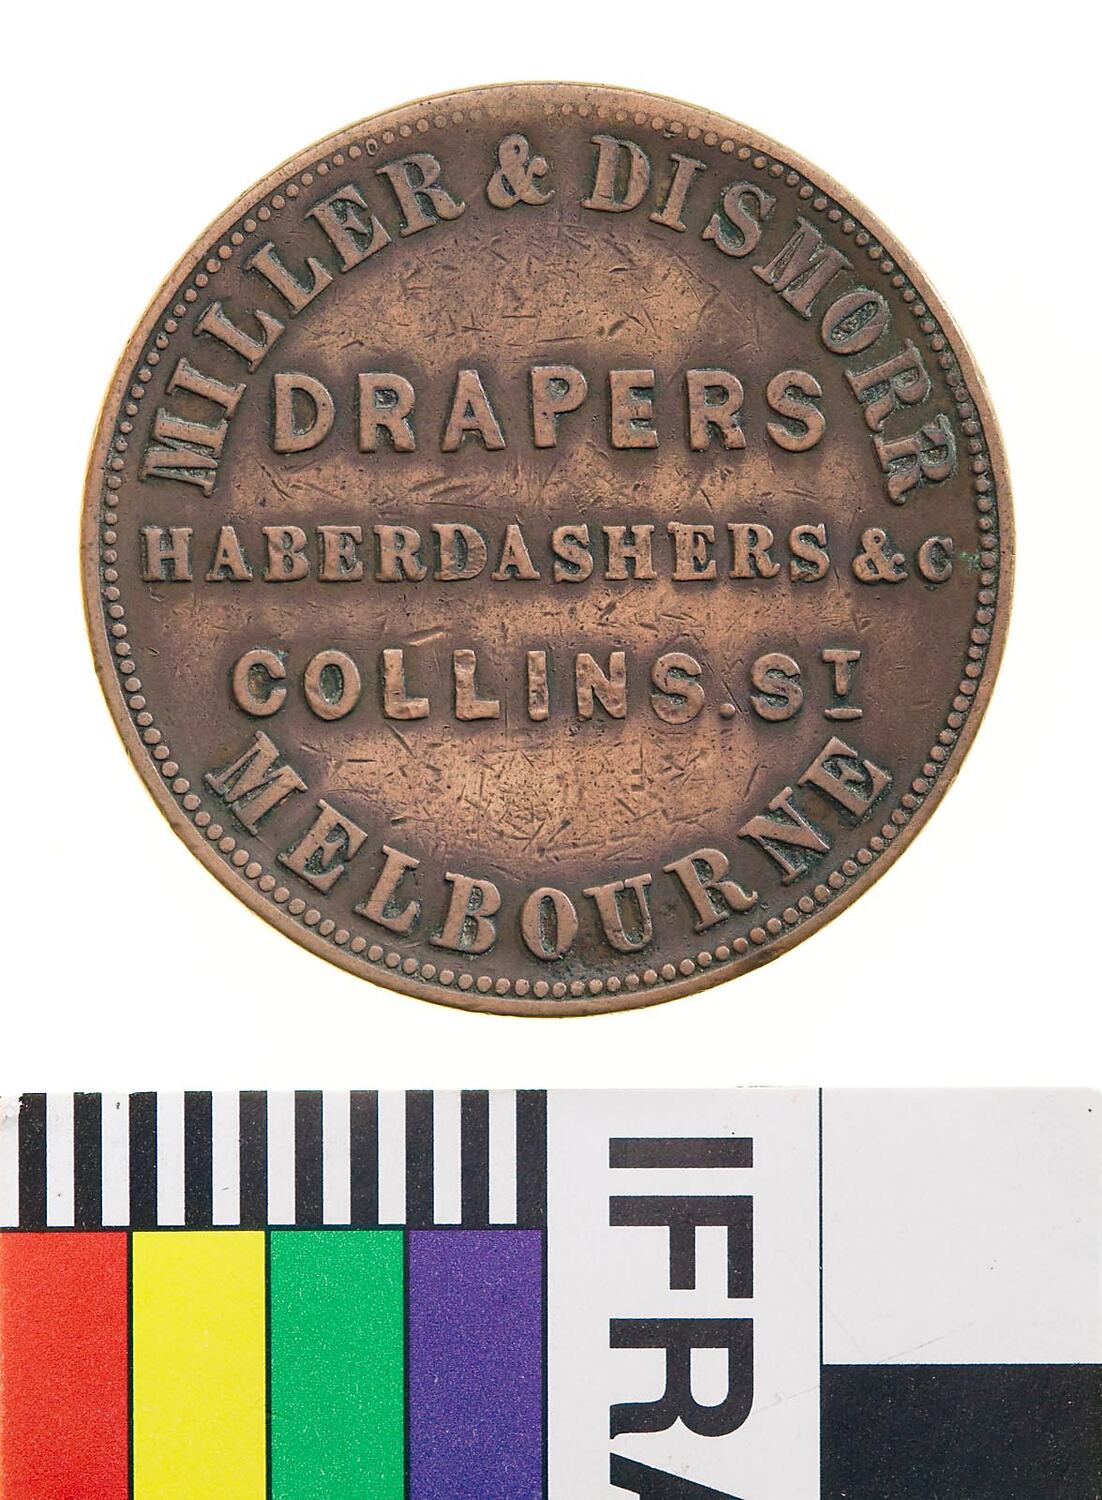 MILLER & DISMORR
DRAPERS
HABERDASHERS & C
COLLINS. ST
MELBOURNE
IFRA